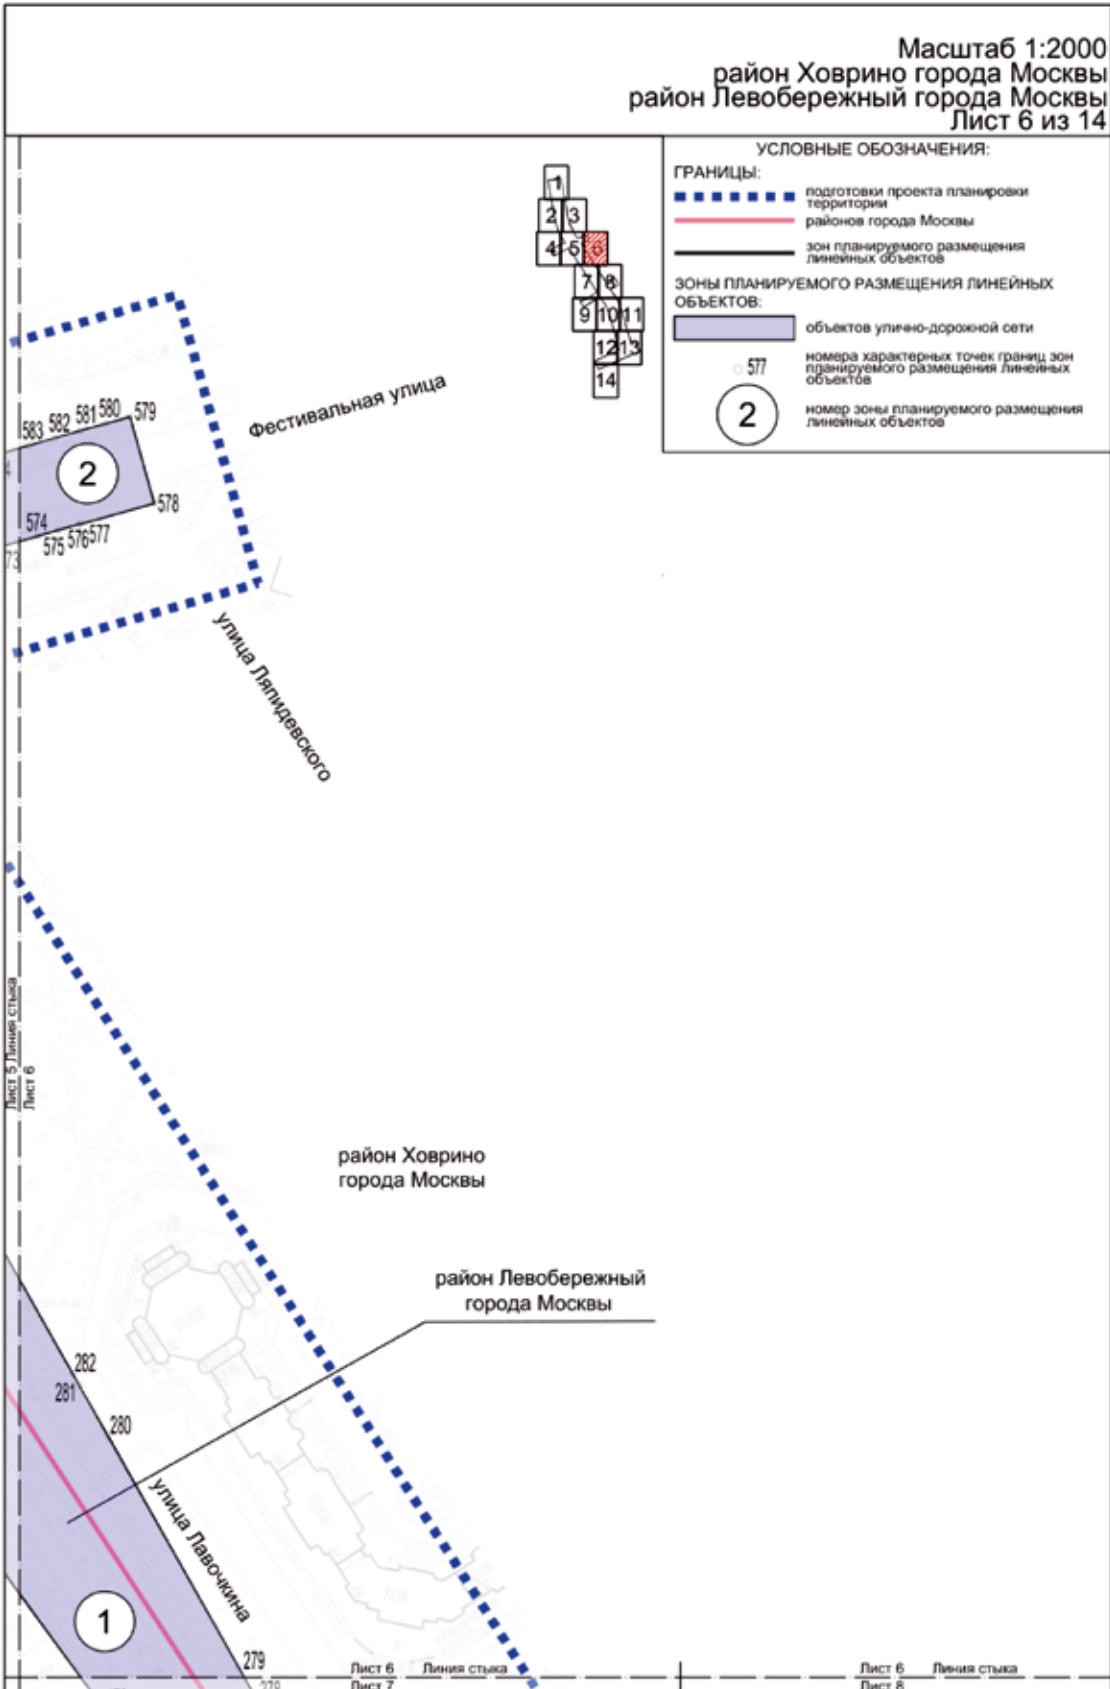 Масштаб 1:2000
район Ховрино города Москвы
район Левобережный города Москвы
Лист 6 из 14
УСЛОВНЫЕ ОБОЗНАЧЕНИЯ:
ГРАНИЦЫ:
подготовки проекта планировки
территории
районов города Москвы
зон планируемого размещения
линейных объектов
ЗОНЫ ПЛАНИРУЕМОГО РАЗМЕЩЕНИЯ ЛИНЕЙНЫХ
ОБЪЕКТОВ:
объектов улично-дорожной сети
577
номера характерных точек границ зон
планируемого размещения линейных
объектов
2
номер зоны планируемого размещения
линейных объектов
1
2 3
4 5 6
7 8
9 10 11
12 13
14
Фестивальная улица
583 582 581 580 579
2
578
574
575 576 577
73
улица Ляпидевского
Лист 5 Линия стыка
Лист 6
район Ховрино
города Москвы
район Левобережный
города Москвы
282
281
280
улица Лавочкина
1
279
278
Лист 6 Линия стыка
Лист 7
Лист 6 Линия стыка
Лист 8